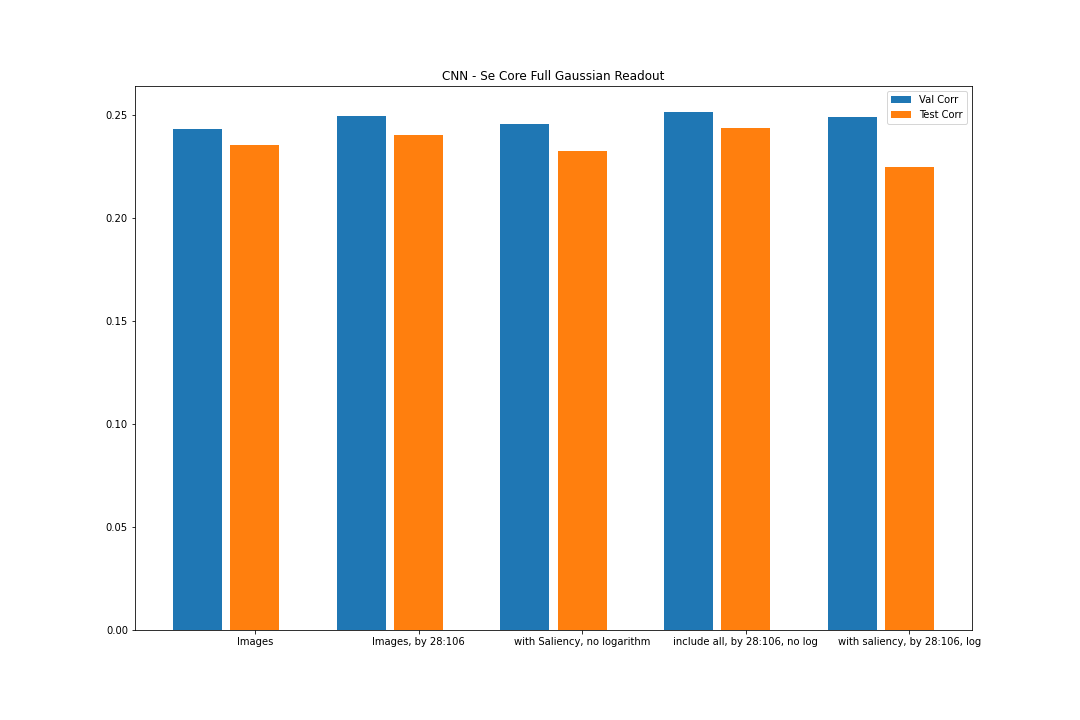 CNN - Se Core Full Gaussian Readout
Val Corr
Test Corr
0.25
0.20
0.15
0.10
0.05
0.00
Images
Images, by 28:106
with Saliency, no logarithm
include all, by 28:106, no log
with saliency, by 28:106, log